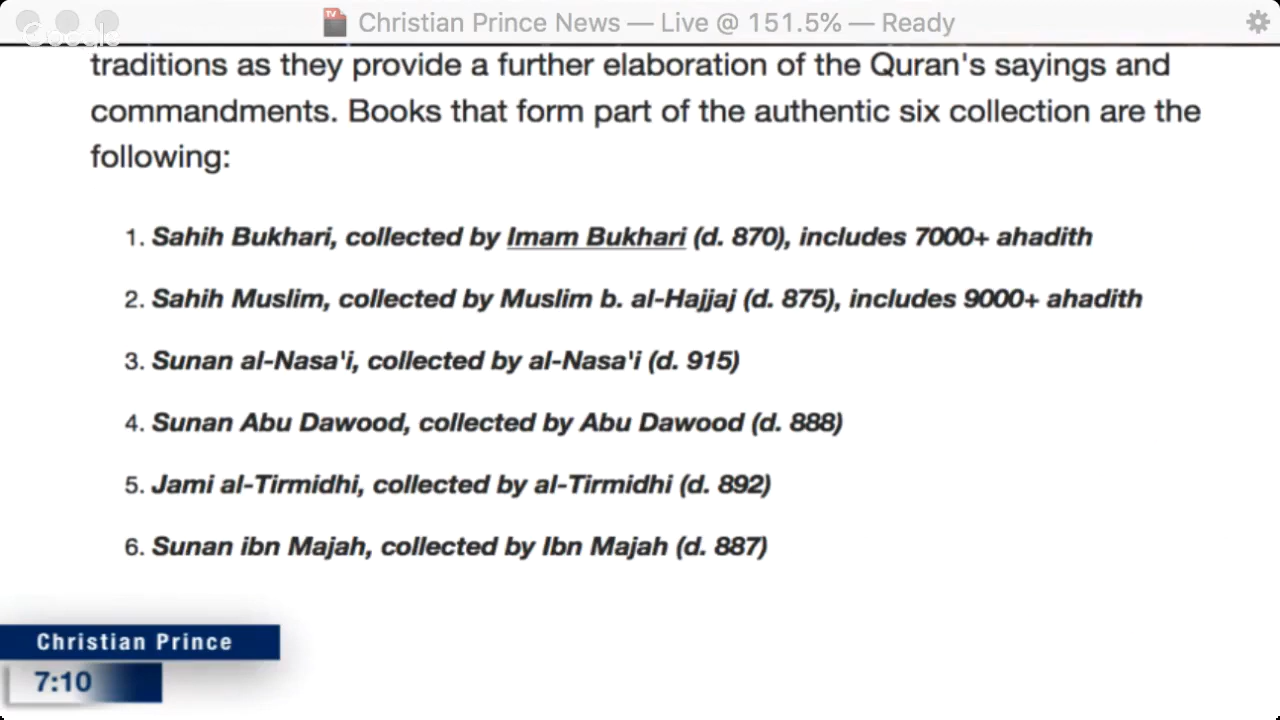 Christian Prince News — Live @ 151.5% — Ready
Google
traditions as they provide a further elaboration of the Quran's sayings and
commandments. Books that form part of the authentic six collection are the
following:
1. Sahih Bukhari, collected by Imam Bukhari (d. 870), includes 7000+ ahadith
2. Sahih Muslim, collected by Muslim b. al-Hajjaj (d. 875), includes 9000+ ahadith
3. Sunan al-Nasa'i, collected by al-Nasa'i (d. 915)
4. Sunan Abu Dawood, collected by Abu Dawood (d. 888)
5. Jami al-Tirmidhi, collected by al-Tirmidhi (d. 892)
6. Sunan ibn Majah, collected by Ibn Majah (d. 887)
Christian Prince
7:10